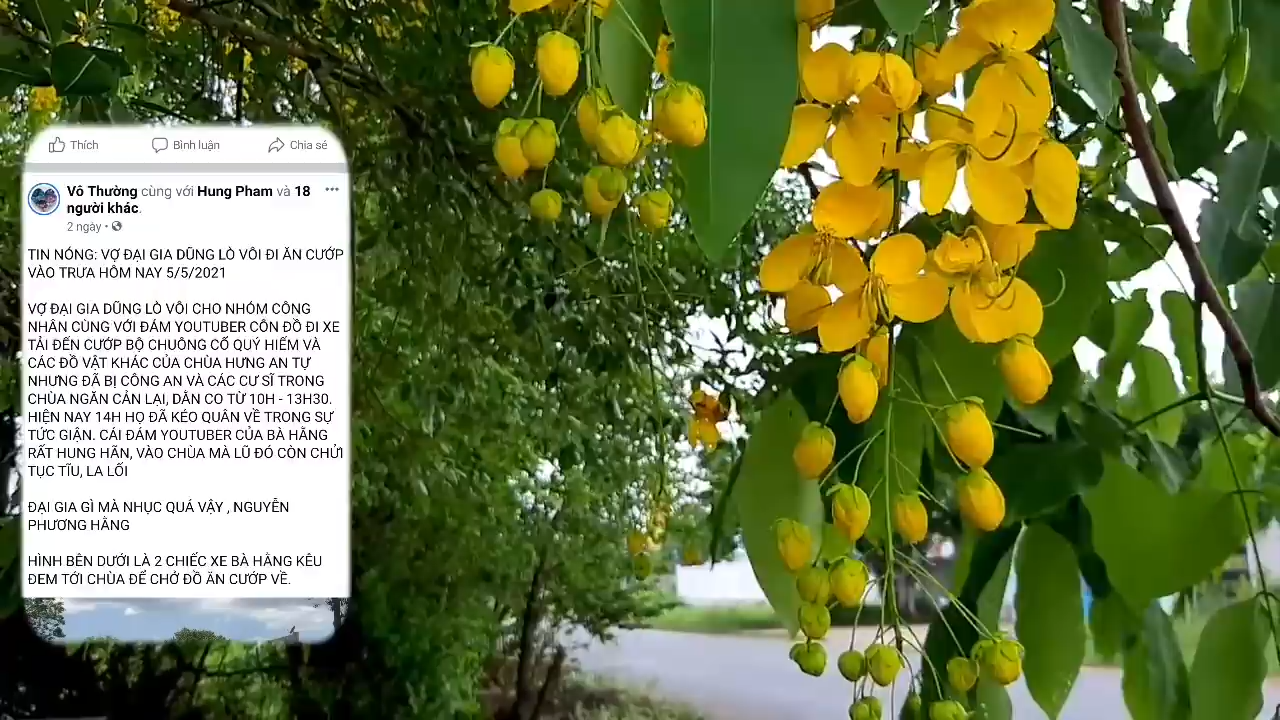 Thích
Bình luận
Chia sẻ
Vô Thường cùng với Hung Pham và 18
người khác.
2 ngày
TIN NÓNG: VỢ ĐẠI GIA DŨNG LÒ VÔI ĐI ĂN CƯỚP
VÀO TRƯA HÔM NAY 5/5/2021
VỢ ĐẠI GIA DŨNG LÒ VÔI CHO NHÓM CÔNG
NHÂN CÙNG VỚI ĐÁM YOUTUBER CÔN ĐỒ ĐI XE
TẢI ĐẾN CƯỚP BỘ CHUÔNG CỔ QUÝ HIẾM VÀ
CÁC ĐỒ VẬT KHÁC CỦA CHÙA HƯNG AN TỰ
NHƯNG ĐÃ BỊ CÔNG AN VÀ CÁC CƯ SĨ TRONG
CHÙA NGĂN CẢN LẠI, DẰN CO TỪ 10H - 13H30.
HIỆN NAY 14H HỌ ĐÃ KÉO QUÂN VỀ TRONG SỰ
TỨC GIẬN. CÁI ĐÁM YOUTUBER CỦA BÀ HẰNG
RẤT HUNG HÃN, VÀO CHÙA MÀ LŨ ĐÓ CÒN CHỬI
TỤC TĨU, LA LỐI
ĐẠI GIA GÌ MÀ NHỤC QUÁ VẬY , NGUYỄN
PHƯƠNG HẰNG
HÌNH BÊN DƯỚI LÀ 2 CHIẾC XE BÀ HẰNG KÊU
ĐEM TỚI CHÙA ĐỂ CHỞ ĐỒ ĂN CƯỚP VỀ.